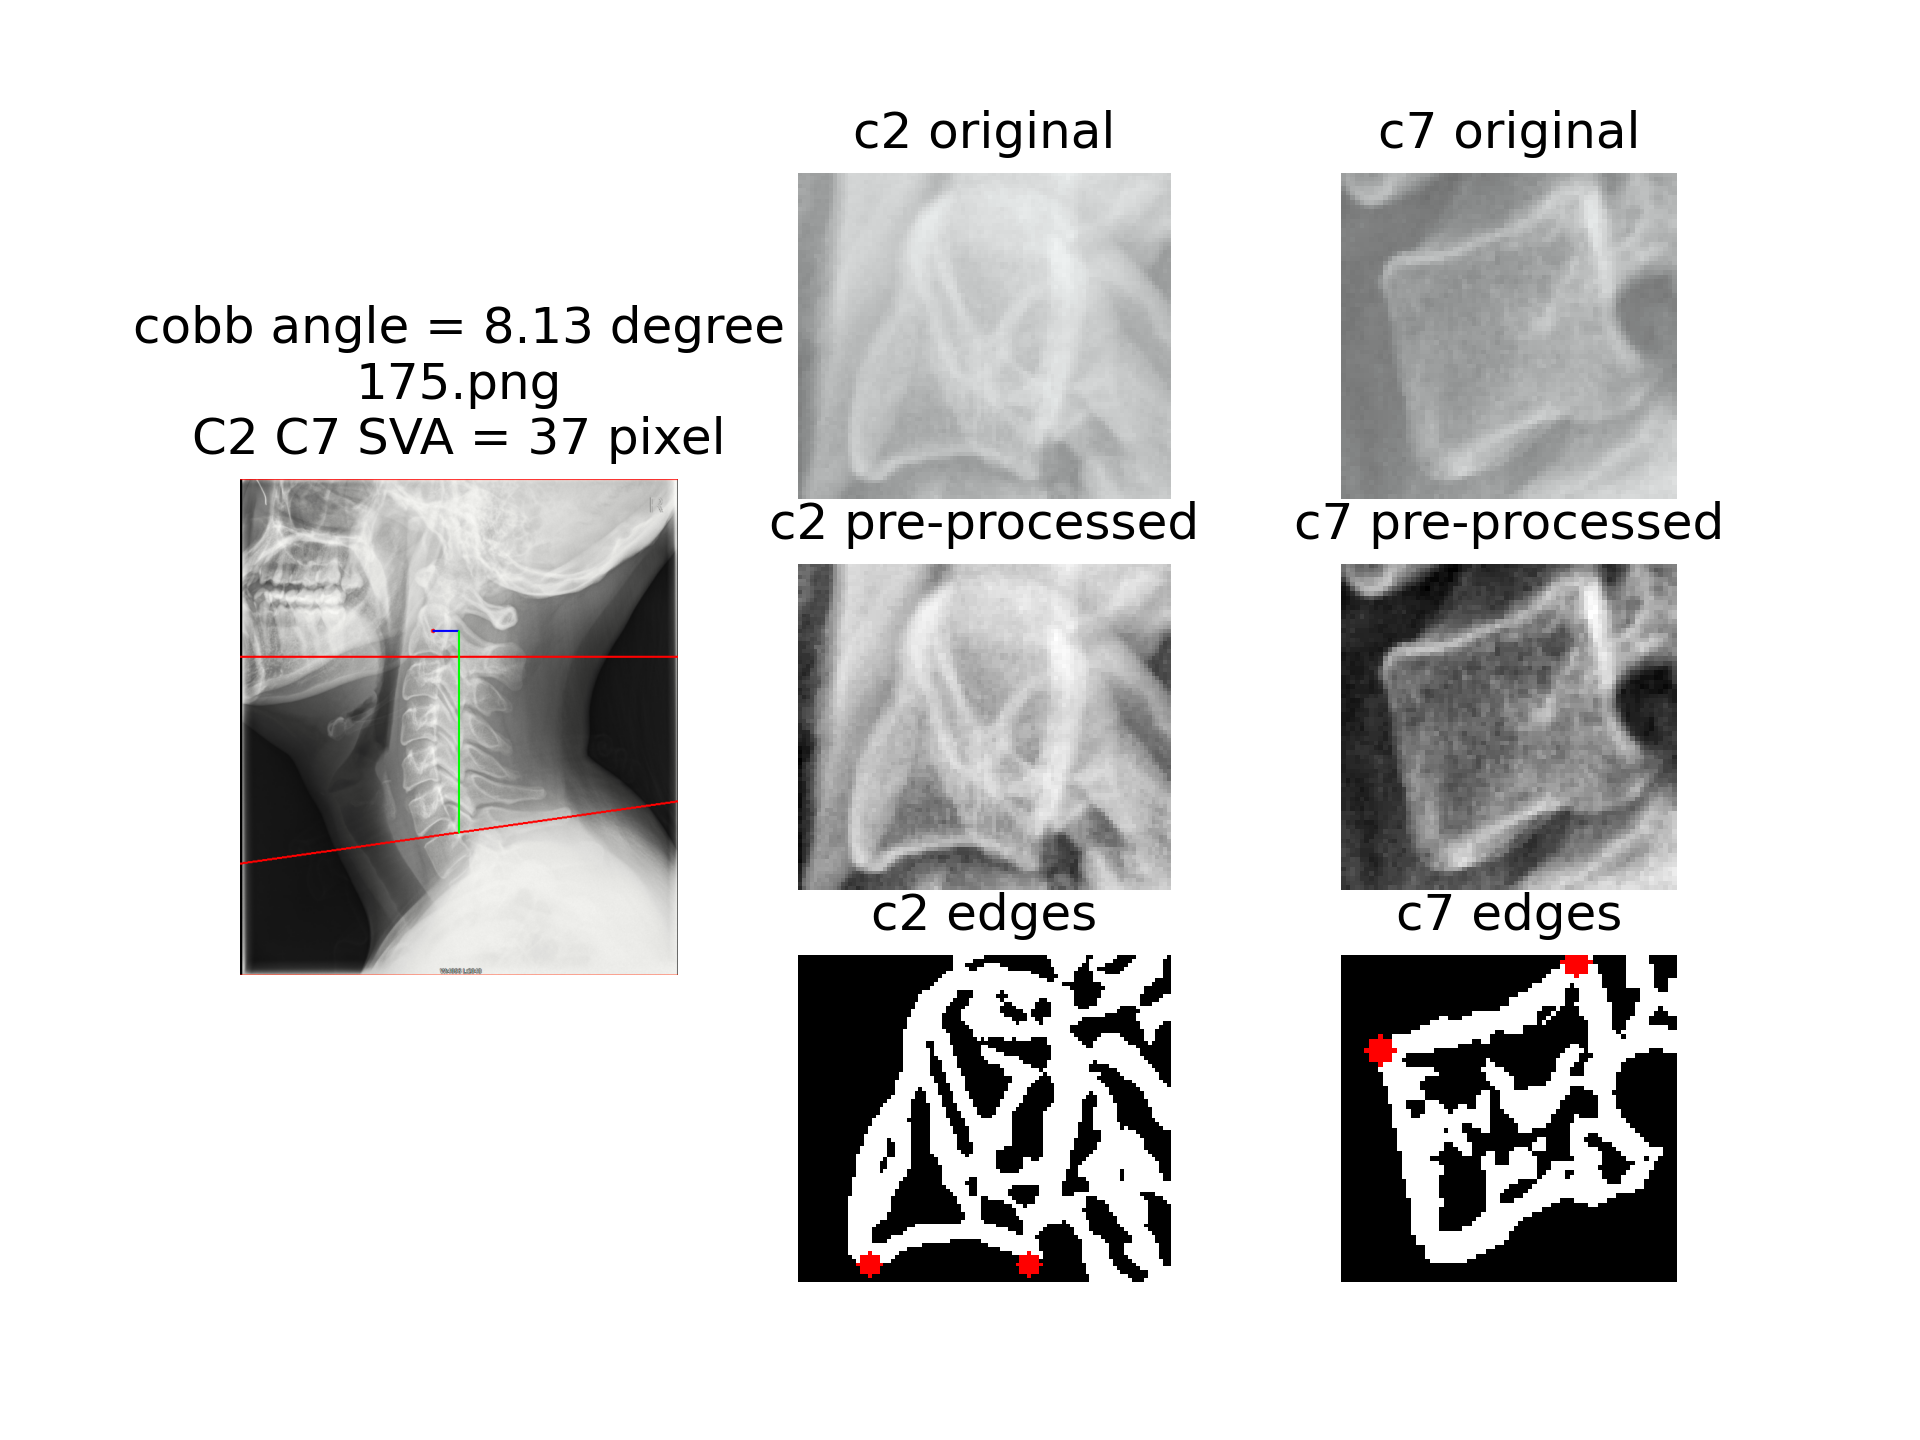 cobb angle = 8.13 degree
175.png
C2 C7 SVA = 37 pixel
c2 original
c7 original
c2 pre-processed
c7 pre-processed
c2 edges
c7 edges